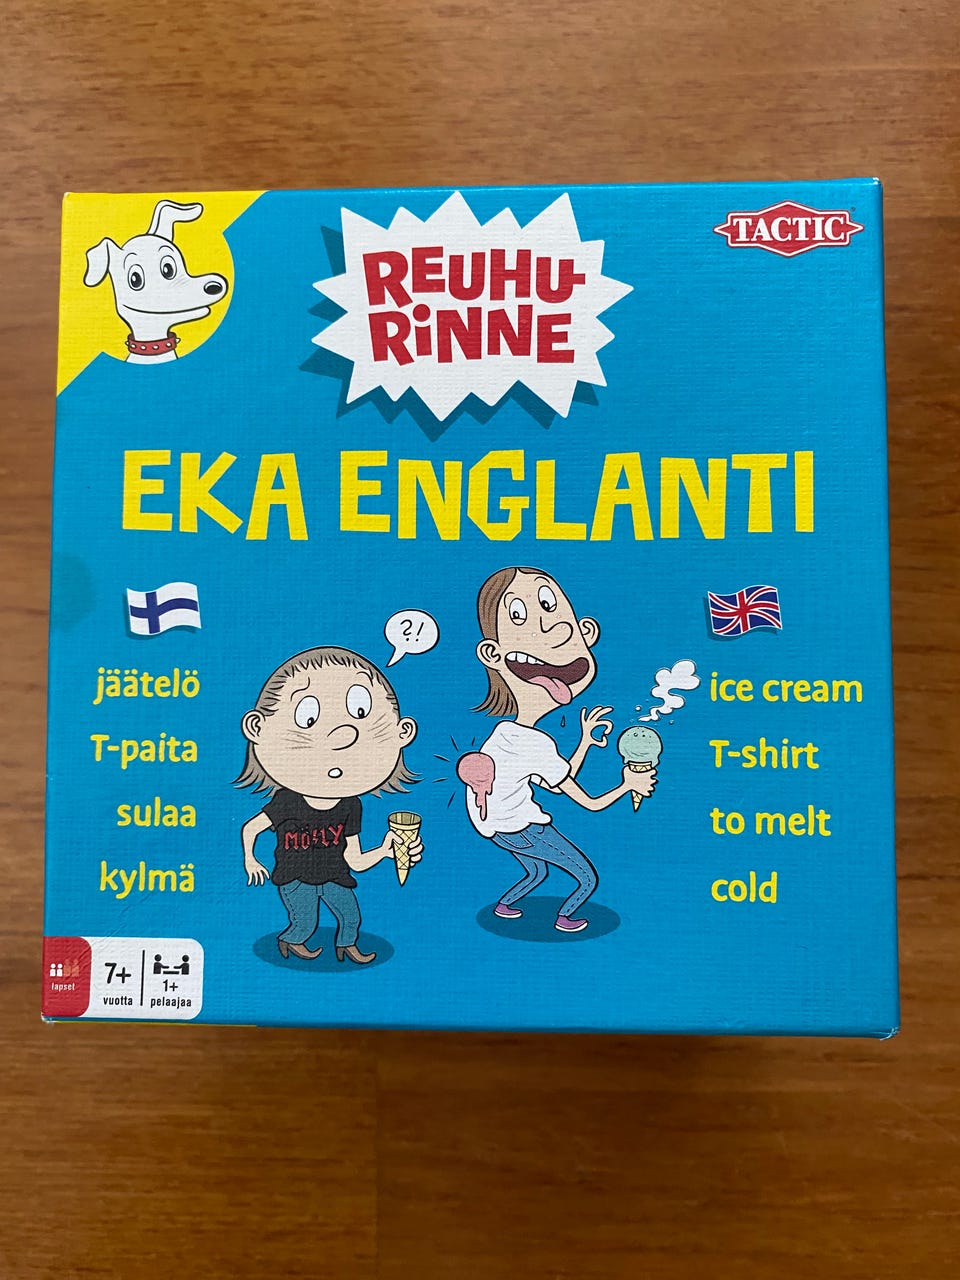 TACTIC
REUHU-
RINNE
EKA ENGLANTI
?!
jäätelö
T-paita
sulaa
kylmä
MÖLLY
ice cream
T-shirt
to melt
cold
lapset
7+
vuotta
1+
pelaajaa